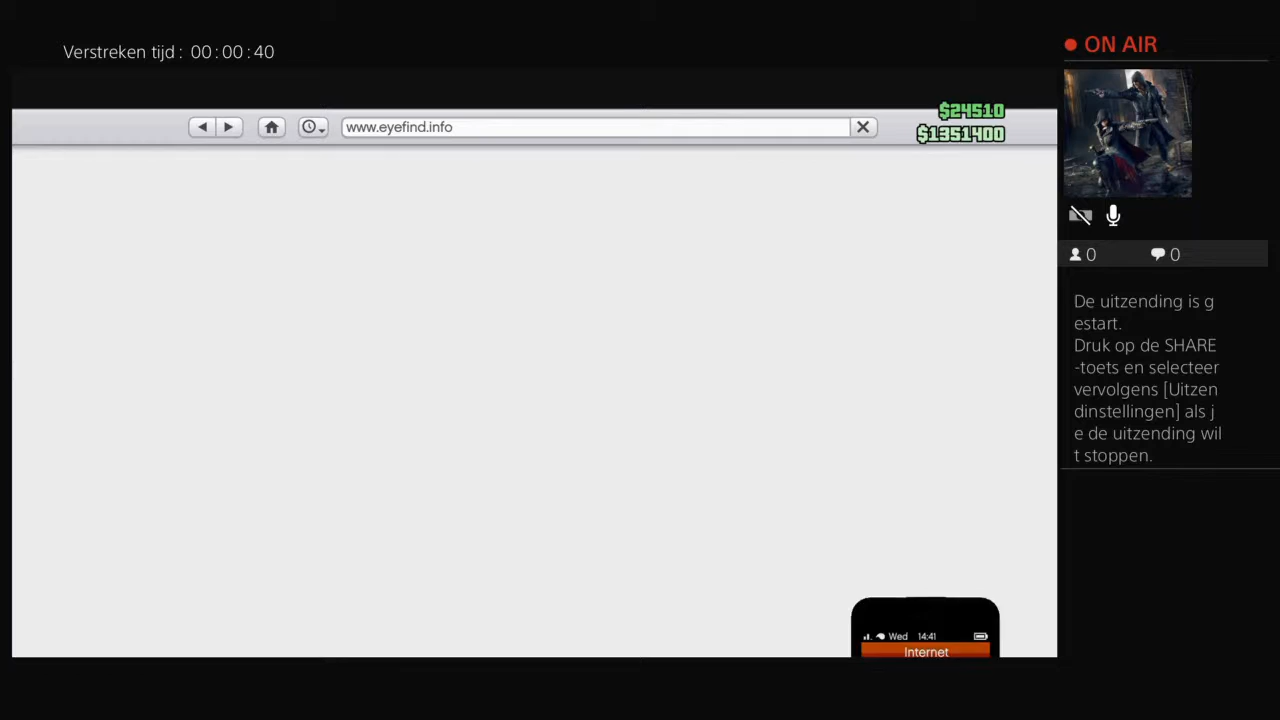 Verstreken tijd : 00:00:40
ON AIR
www.eyefind.info
$24510
$1351400
0
0
De uitzending is g
estart.
Druk op de SHARE
-toets en selecteer
vervolgens [Uitzen
dinstellingen] als j
e de uitzending wil
t stoppen.
Wed 14:41
Internet